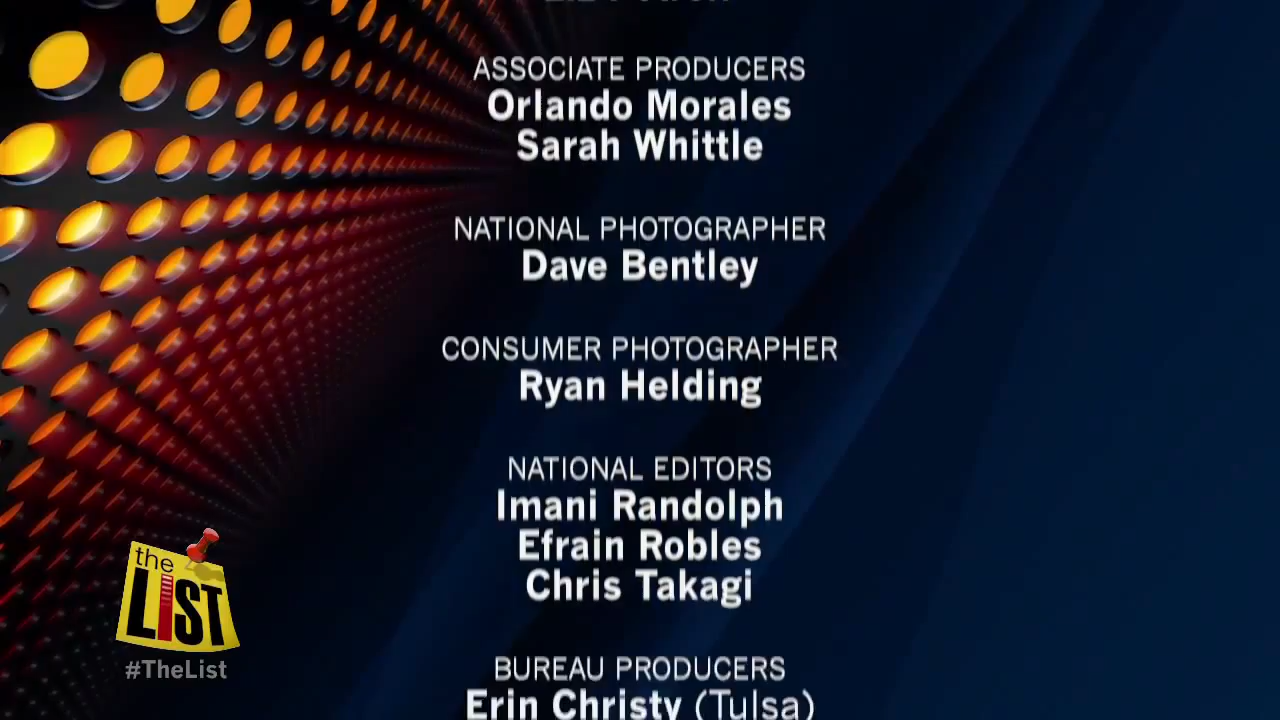 ASSOCIATE PRODUCERS
Orlando Morales
Sarah Whittle
NATIONAL PHOTOGRAPHER
Dave Bentley
CONSUMER PHOTOGRAPHER
Ryan Helding
NATIONAL EDITORS
Imani Randolph
Efrain Robles
Chris Takagi
BUREAU PRODUCERS
Erin Christy (Tulsa)
the
LIST
#TheList